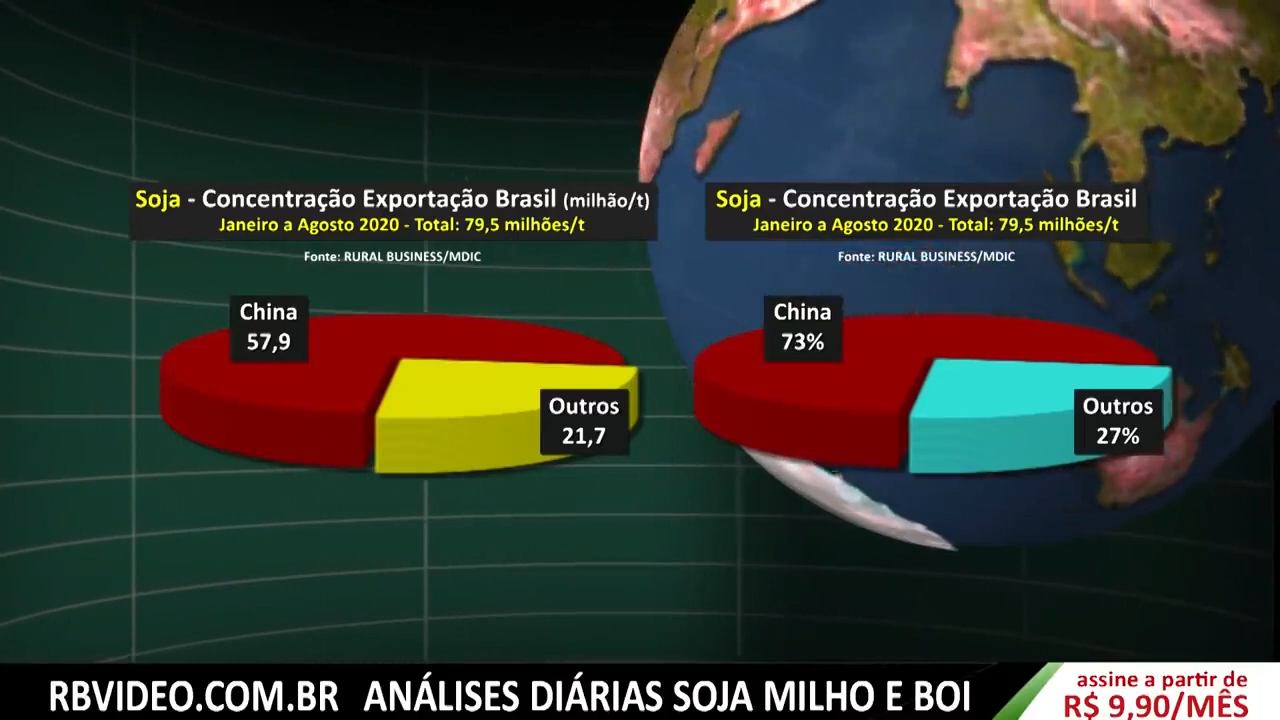 Soja - Concentração Exportação Brasil (milhão/t)
Janeiro a Agosto 2020 - Total: 79,5 milhões/t
Fonte: RURAL BUSINESS/MDIC
China
57,9
Outros
21,7
Soja - Concentração Exportação Brasil
Janeiro a Agosto 2020 - Total: 79,5 milhões/t
Fonte: RURAL BUSINESS/MDIC
China
73%
Outros
27%
RBVIDEO.COM.BR ANÁLISES DIÁRIAS SOJA MILHO E BOI
assine a partir de
R$ 9,90/MÊS